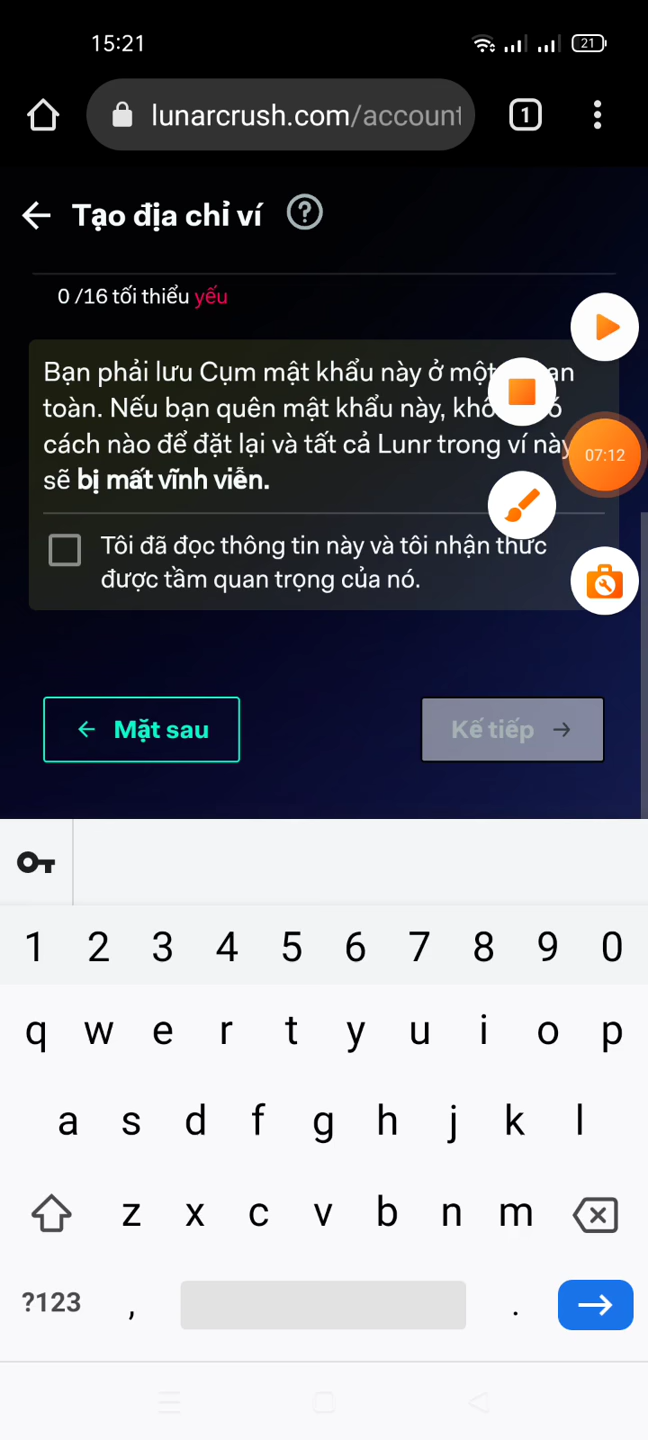 15:21
21
lunarcrush.com/account
1
Tạo địa chỉ ví
0 /16 tối thiểu yếu
Bạn phải lưu Cụm mật khẩu này ở
toàn. Nếu bạn quên mật khẩu này,
07:12
cách nào để đặt lại và tất cả Lunr trong ví này
sẽ bị mất vĩnh viễn.
Tôi đã đọc thông tin này và tôi nhận thức
được tầm quan trọng của nó.
Mặt sau
Kế tiếp
1 2 3 4 5 6 7 8 9 0
q w e r t y u i o p
a s d f g h j k l
z x c v b n m
?123 , .